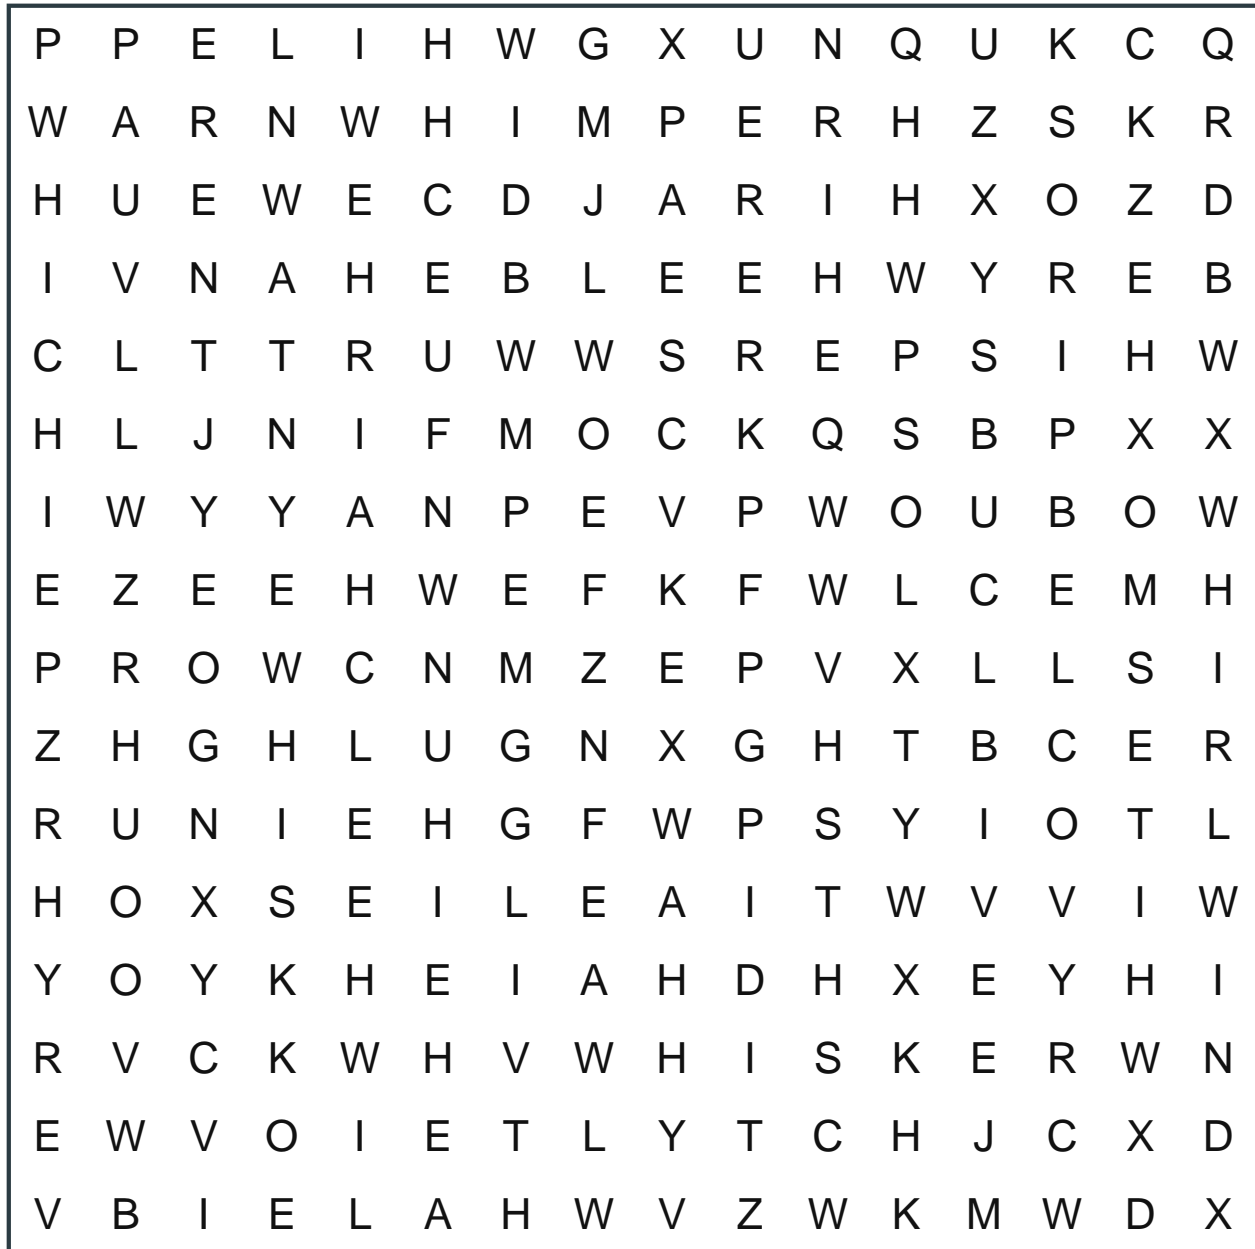 P P E L I H W G X U N Q U K C Q
W A R N W H I M P E R H Z S K R
H U E W E C D J A R I H X O Z D
I V N A H E B L E E H W Y R E B
C L T T R U W W S R E P S I H W
H L J N I F M O C K Q S B P X X
I W Y Y A N P E V P W O U B O W
E Z E E H W E F K F W L C E M H
P R O W C N M Z E P V X L L S I
Z H G H L U G N X G H T B C E R
R U N I E H G F W P S Y I O T L
H O X S E I L E A I T W V V I W
Y O Y K H E I A H D H X E Y H I
R V C K W H V W H I S K E R W N
E W V O I E T L Y T C H J C X D
V B I E L A H W V Z W K M W D X